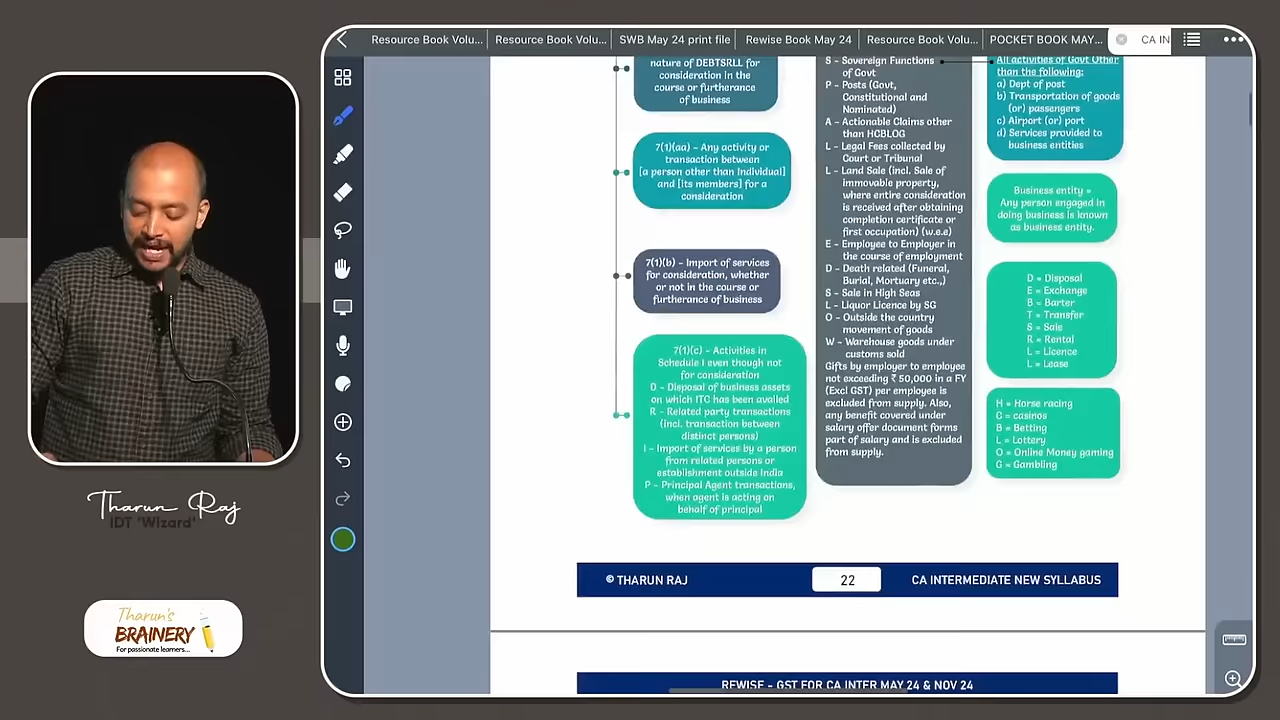 Resource Book Volu...
Resource Book Volu...
SWB May 24 print file
Rewise Book May 24
Resource Book Volu...
POCKET BOOK MAY...
CA IN
nature of DEBTSRLL for
consideration in the
course or furtherance
of business
7(1)(aa) - Any activity or
transaction between
[a person other than Individual]
and [its members] for a
consideration
7(1)(b) - Import of services
for consideration, whether
or not in the course or
furtherance of business
7(1)(c) - Activities in
Schedule I even though not
for consideration
D - Disposal of business assets
on which ITC has been availed
R - Related party transactions
(incl. transaction between
distinct persons)
I - Import of services by a person
from related persons or
establishment outside India
P - Principal Agent transactions,
when agent is acting on
behalf of principal
S - Sovereign Functions
of Govt
P - Posts (Govt,
Constitutional and
Nominated)
A - Actionable Claims other
than HCBLOG
L - Legal Fees collected by
Court or Tribunal
L - Land Sale (incl. Sale of
immovable property,
where entire consideration
is received after obtaining
completion certificate or
first occupation) (w.e.e)
E - Employee to Employer in
the course of employment
D - Death related (Funeral,
Burial, Mortuary etc.,)
S - Sale in High Seas
L - Liquor Licence by SG
O - Outside the country
movement of goods
W - Warehouse goods under
customs sold
Gifts by employer to employee
not exceeding ₹ 50,000 in a FY
(Excl GST) per employee is
excluded from supply. Also,
any benefit covered under
salary offer document forms
part of salary and is excluded
from supply.
All activities of Govt Other
than the following:
a) Dept of post
b) Transportation of goods
(or) passengers
c) Airport (or) port
d) Services provided to
business entities
Business entity =
Any person engaged in
doing business is known
as business entity.
D = Disposal
E = Exchange
B = Barter
T = Transfer
S = Sale
R = Rental
L = Licence
L = Lease
H = Horse racing
C = casinos
B = Betting
L = Lottery
O = Online Money gaming
G = Gambling
© THARUN RAJ
22
CA INTERMEDIATE NEW SYLLABUS
REWISE - GST FOR CA INTER MAY 24 & NOV 24
Tharun Raj
IDT 'Wizard'
Tharun's
BRAINERY
For passionate learners...